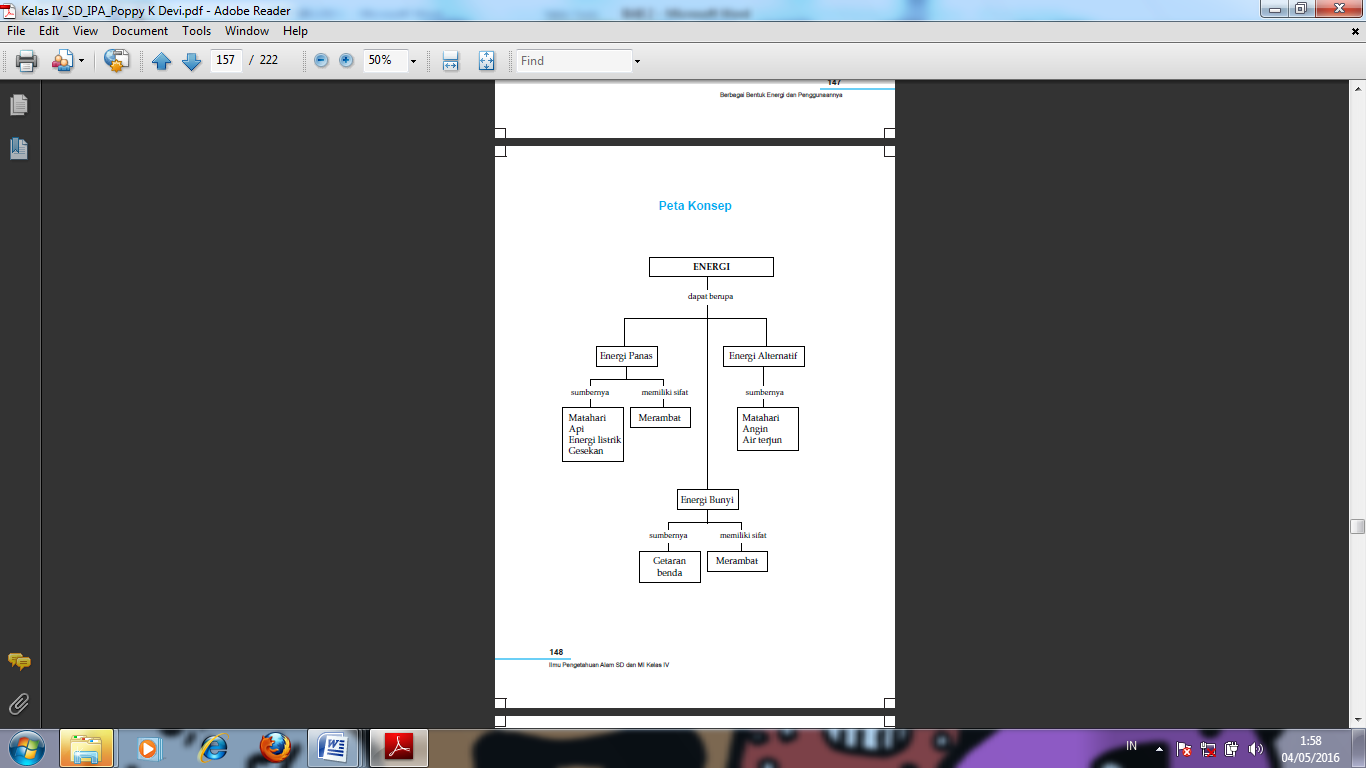 Kelas IV_SD_IPA_Poppy K Devi.pdf - Adobe Reader
File Edit View Document Tools Window Help
157 / 222
50%
Find
147
Berbagai Bentuk Energi dan Penggunaannya
Peta Konsep
ENERGI
dapat berupa
Energi Panas
Energi Alternatif
sumbernya
memiliki sifat
sumbernya
Matahari
Api
Energi listrik
Gesekan
Merambat
Matahari
Angin
Air terjun
Energi Bunyi
sumbernya
memiliki sifat
Getaran
benda
Merambat
148
Ilmu Pengetahuan Alam SD dan MI Kelas IV
IN
1:58
04/05/2016